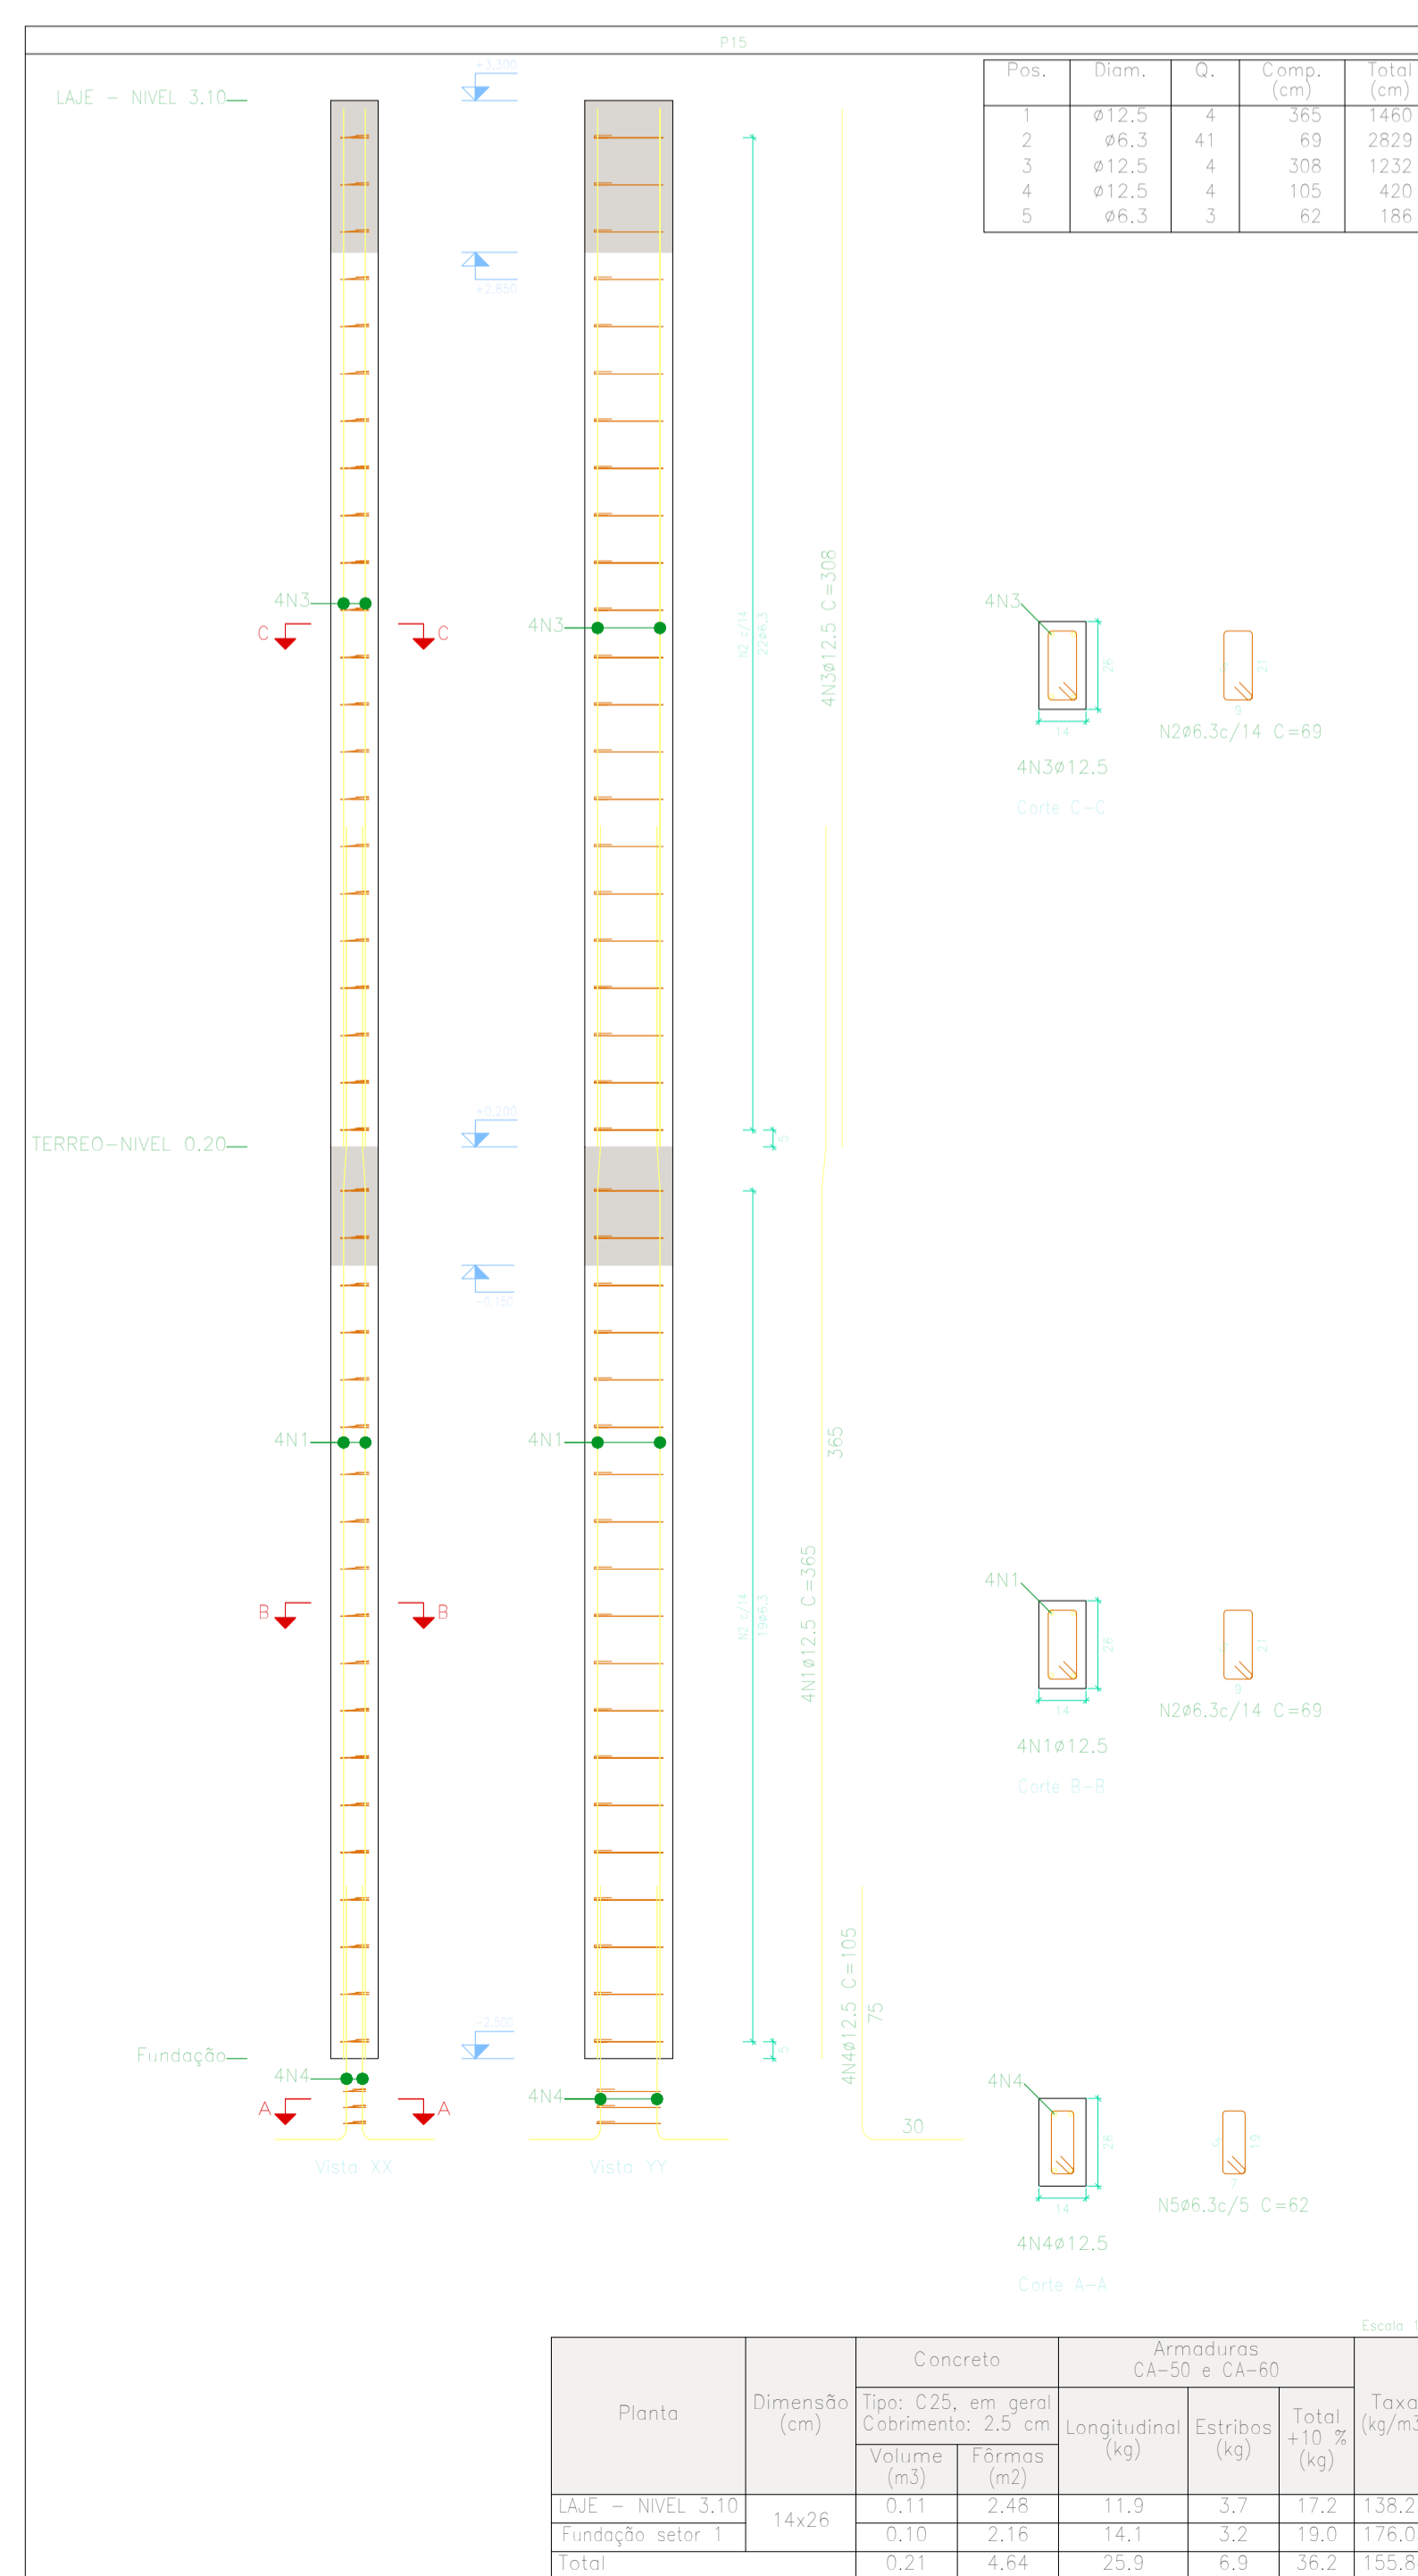 P15
Pos. Diam. Q. Comp. (cm) Total (cm)
1 ø12.5 4 365 1460
2 ø6.3 41 69 2829
3 ø12.5 4 308 1232
4 ø12.5 4 105 420
5 ø6.3 3 62 186
+3,300
LAJE - NIVEL 3.10
+2,850
4N3
C C
4N3
N2 c/14
22ø6.3
4N3ø12.5 C=308
4N3
26
14
4N3ø12.5
Corte C-C
21
9
N2ø6.3c/14 C=69
+0,200
TERREO-NIVEL 0.20
5
-0,150
4N1
4N1
365
B B
N2 c/14
19ø6.3
4N1ø12.5 C=365
4N1
26
14
4N1ø12.5
Corte B-B
21
9
N2ø6.3c/14 C=69
-2,500
Fundação
5
4N4ø12.5 C=105
75
30
4N4
A A
4N4
Vista XX
Vista YY
4N4
26
14
4N4ø12.5
Corte A-A
19
7
N5ø6.3c/5 C=62
Escala 1
Planta
Dimensão
(cm)
Concreto
Tipo: C25, em geral
Cobrimento: 2.5 cm
Volume
(m3)
Fôrmas
(m2)
Armaduras
CA-50 e CA-60
Longitudinal
(kg)
Estribos
(kg)
Total
+10 %
(kg)
Taxa
(kg/m3
LAJE - NIVEL 3.10 14x26 0.11 2.48 11.9 3.7 17.2 138.2
Fundação setor 1 0.10 2.16 14.1 3.2 19.0 176.0
Total 0.21 4.64 25.9 6.9 36.2 155.8